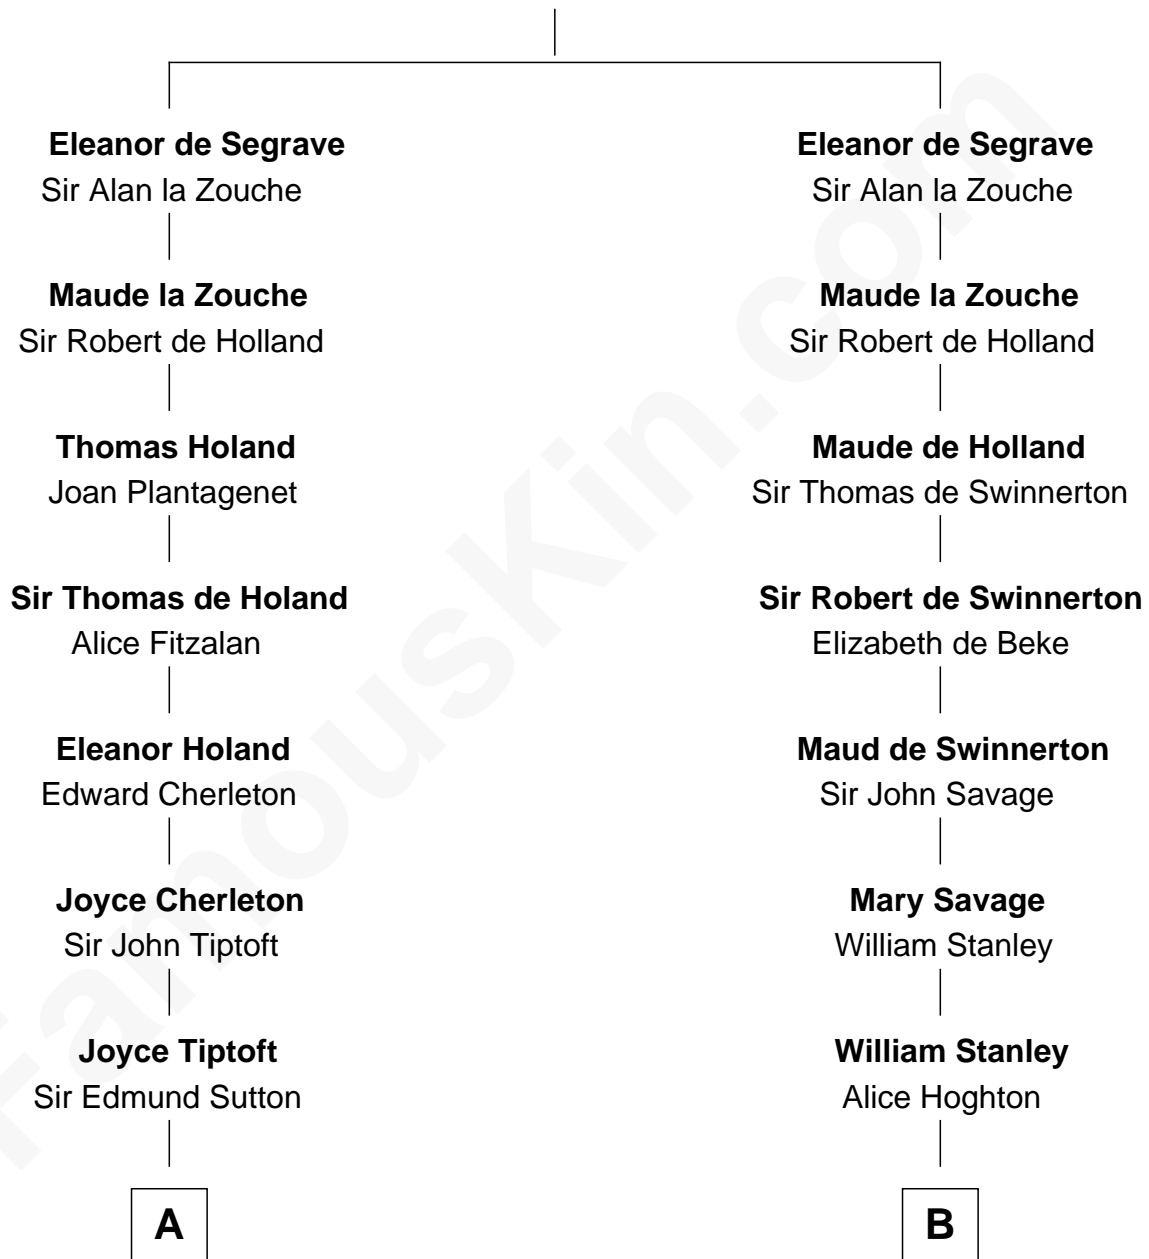 Eleanor de Segrave
Sir Alan la Zouche
Maude la Zouche
Sir Robert de Holland
Thomas Holand
Joan Plantagenet
Sir Thomas de Holand
Alice Fitzalan
Eleanor Holand
Edward Cherleton
Joyce Cherleton
Sir John Tiptoft
Joyce Tiptoft
Sir Edmund Sutton
A
Eleanor de Segrave
Sir Alan la Zouche
Maude la Zouche
Sir Robert de Holland
Maude de Holland
Sir Thomas de Swinnerton
Sir Robert de Swinnerton
Elizabeth de Beke
Maud de Swinnerton
Sir John Savage
Mary Savage
William Stanley
William Stanley
Alice Hoghton
B
FamousKin.com